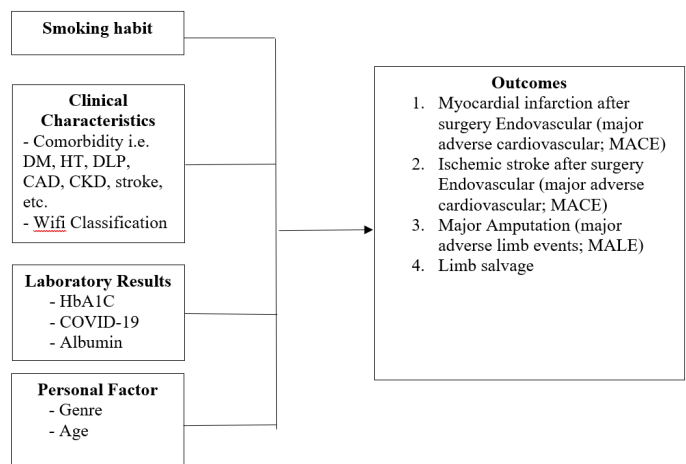 Smoking habit
Clinical
Characteristics
- Comorbidity i.e.
DM, HT, DLP,
CAD, CKD, stroke,
etc.
- Wifi Classification
Laboratory Results
- HbA1C
- COVID-19
- Albumin
Personal Factor
- Genre
- Age
Outcomes
1. Myocardial infarction after
surgery Endovascular (major
adverse cardiovascular; MACE)
2. Ischemic stroke after surgery
Endovascular (major adverse
cardiovascular; MACE)
3. Major Amputation (major
adverse limb events; MALE)
4. Limb salvage